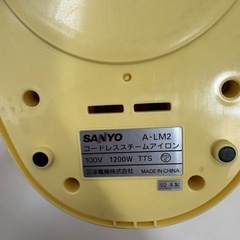 SANYO A-LM2
コードレススチームアイロン
100V 1200W TTS
三洋電機株式会社 MADE IN CHINA